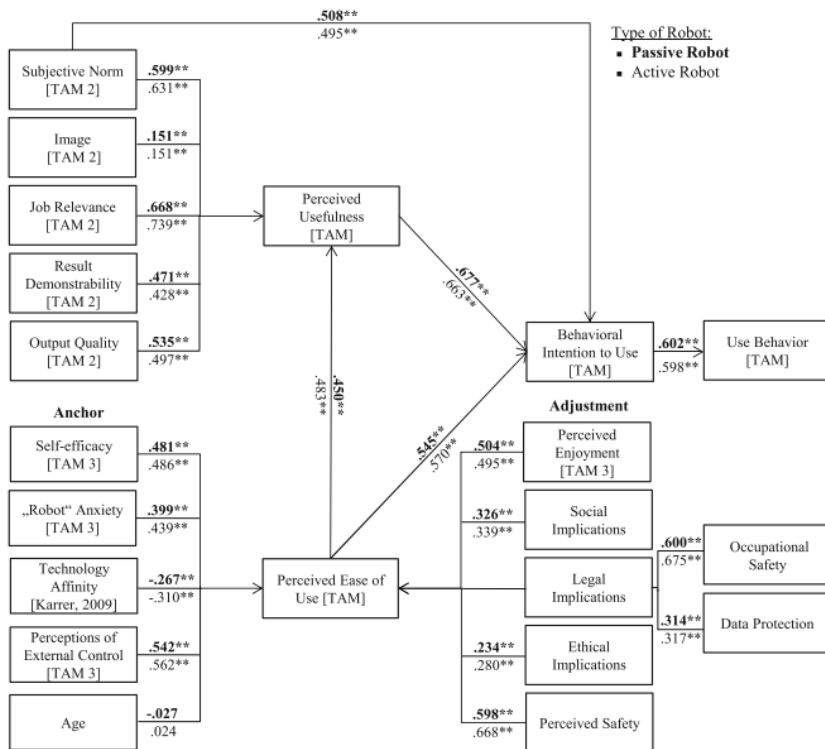 .508**
.495**
Type of Robot:
▪ Passive Robot
▪ Active Robot
Subjective Norm
[TAM 2]
.599**
.631**
Image
[TAM 2]
.151**
.151**
Job Relevance
[TAM 2]
.668**
.739**
Result
Demonstrability
[TAM 2]
.471**
.428**
Output Quality
[TAM 2]
.535**
.497**
Perceived
Usefulness
[TAM]
.677**
.663**
Behavioral
Intention to Use
[TAM]
.602**
.598**
Use Behavior
[TAM]
.450**
.483**
.545**
.570**
Anchor
Self-efficacy
[TAM 3]
.481**
.486**
„Robot“ Anxiety
[TAM 3]
.399**
.439**
Technology
Affinity
[Karrer, 2009]
-.267**
-.310**
Perceptions of
External Control
[TAM 3]
.542**
.562**
Age
-.027
.024
Perceived Ease of
Use [TAM]
Adjustment
.504**
.495**
Perceived
Enjoyment
[TAM 3]
.326**
.339**
Social
Implications
Legal
Implications
.600**
.675**
Occupational
Safety
.314**
.317**
Data Protection
.234**
.280**
Ethical
Implications
.598**
.668**
Perceived Safety